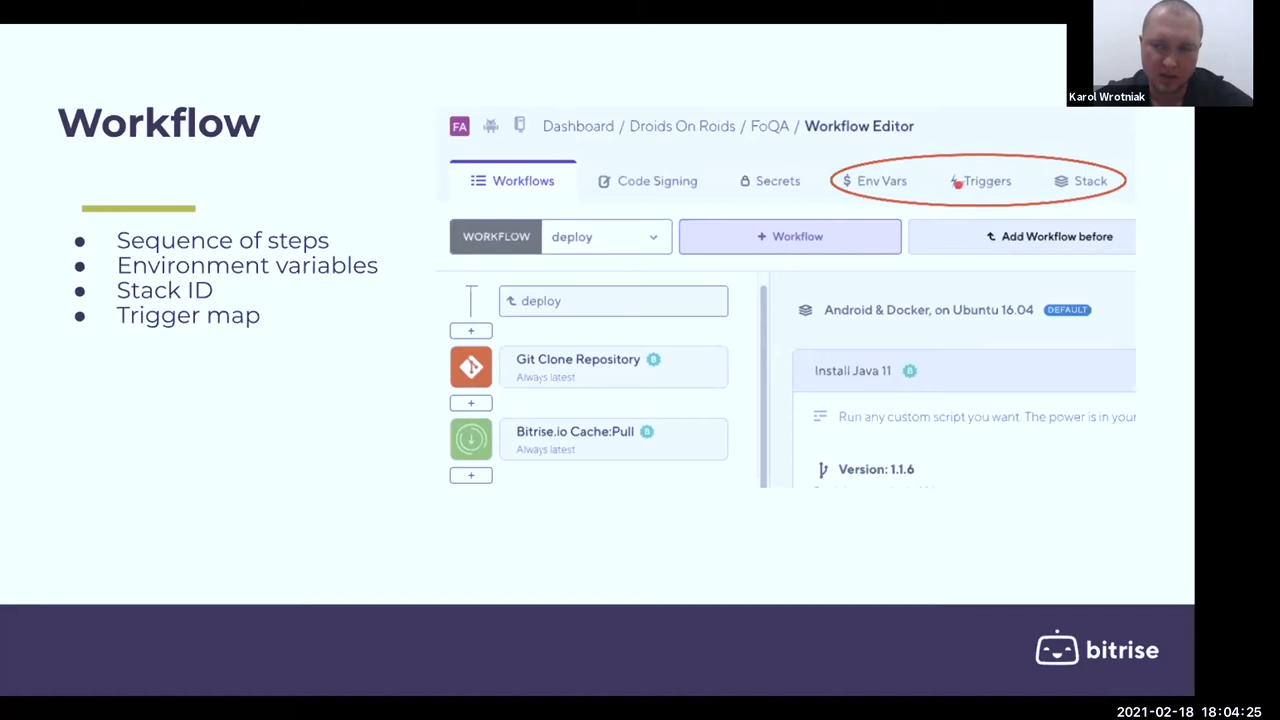 Karol Wrotniak
Workflow
● Sequence of steps
● Environment variables
● Stack ID
● Trigger map
FA Dashboard / Droids On Roids / FoQA / Workflow Editor
Workflows Code Signing Secrets $ Env Vars Triggers Stack
WORKFLOW deploy + Workflow Add Workflow before
deploy
+
Git Clone Repository
Always latest
+
Bitrise.io Cache:Pull
Always latest
+
Android & Docker, on Ubuntu 16.04 DEFAULT
Install Java 11
Run any custom script you want. The power is in your
Version: 1.1.6
bitrise
2021-02-18 18:04:25